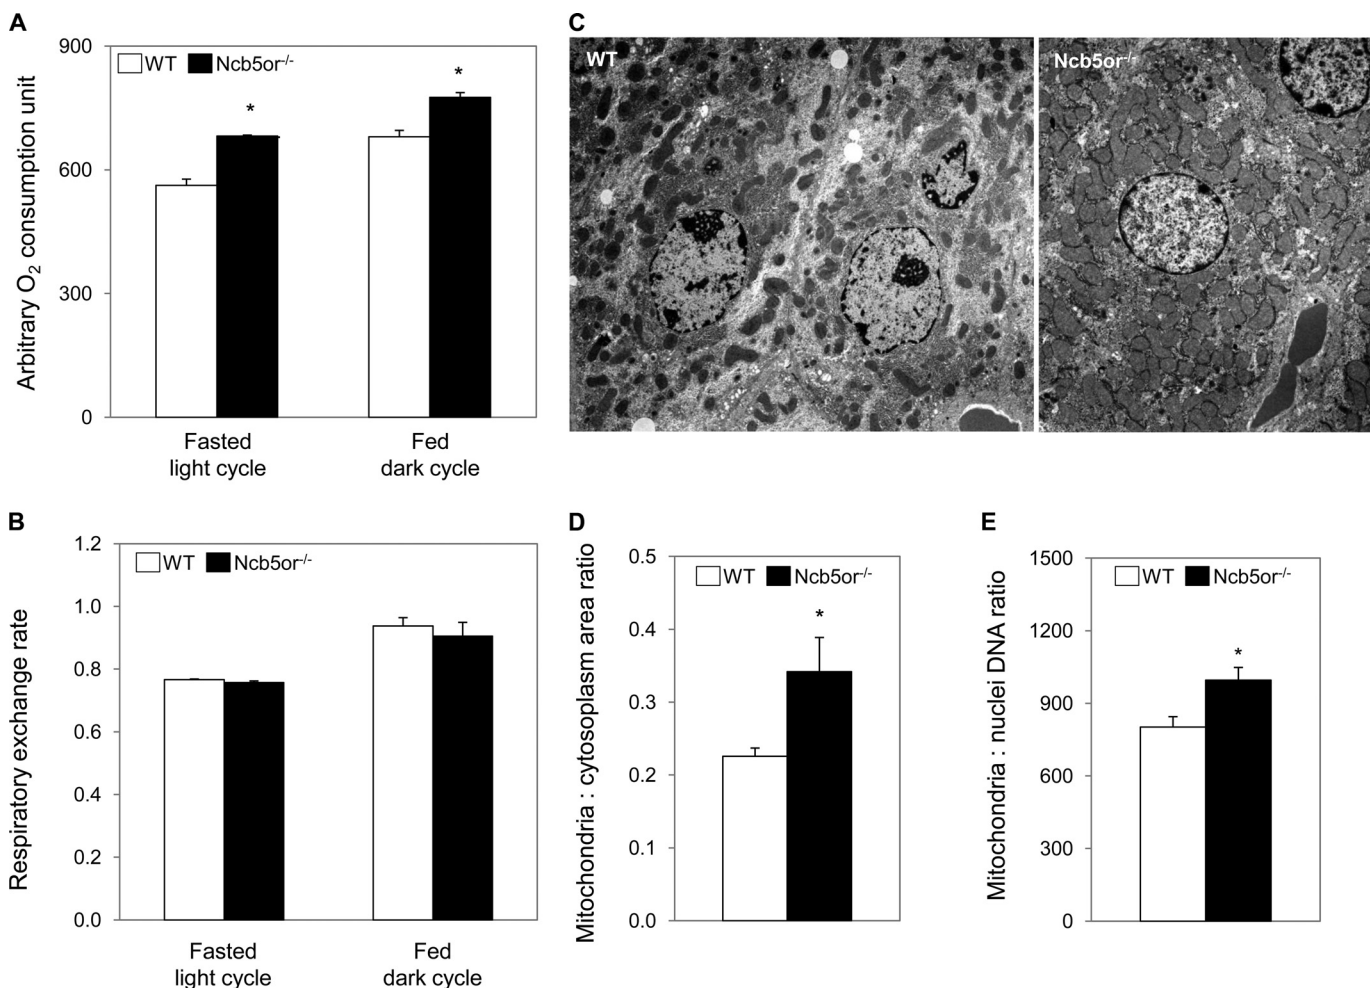 A
900
600
300
0
Arbitrary O₂ consumption unit
WT Ncb5or⁻/⁻
*
*
Fasted
light cycle
Fed
dark cycle
C
WT
Ncb5or⁻/⁻
B
1.2
1.0
0.8
0.6
0.4
0.2
0.0
Respiratory exchange rate
WT Ncb5or⁻/⁻
Fasted
light cycle
Fed
dark cycle
D
0.5
0.4
0.3
0.2
0.1
0.0
Mitochondria : cytosoplasm area ratio
WT Ncb5or⁻/⁻
*
E
1500
1200
900
600
300
0
Mitochondria : nuclei DNA ratio
WT Ncb5or⁻/⁻
*